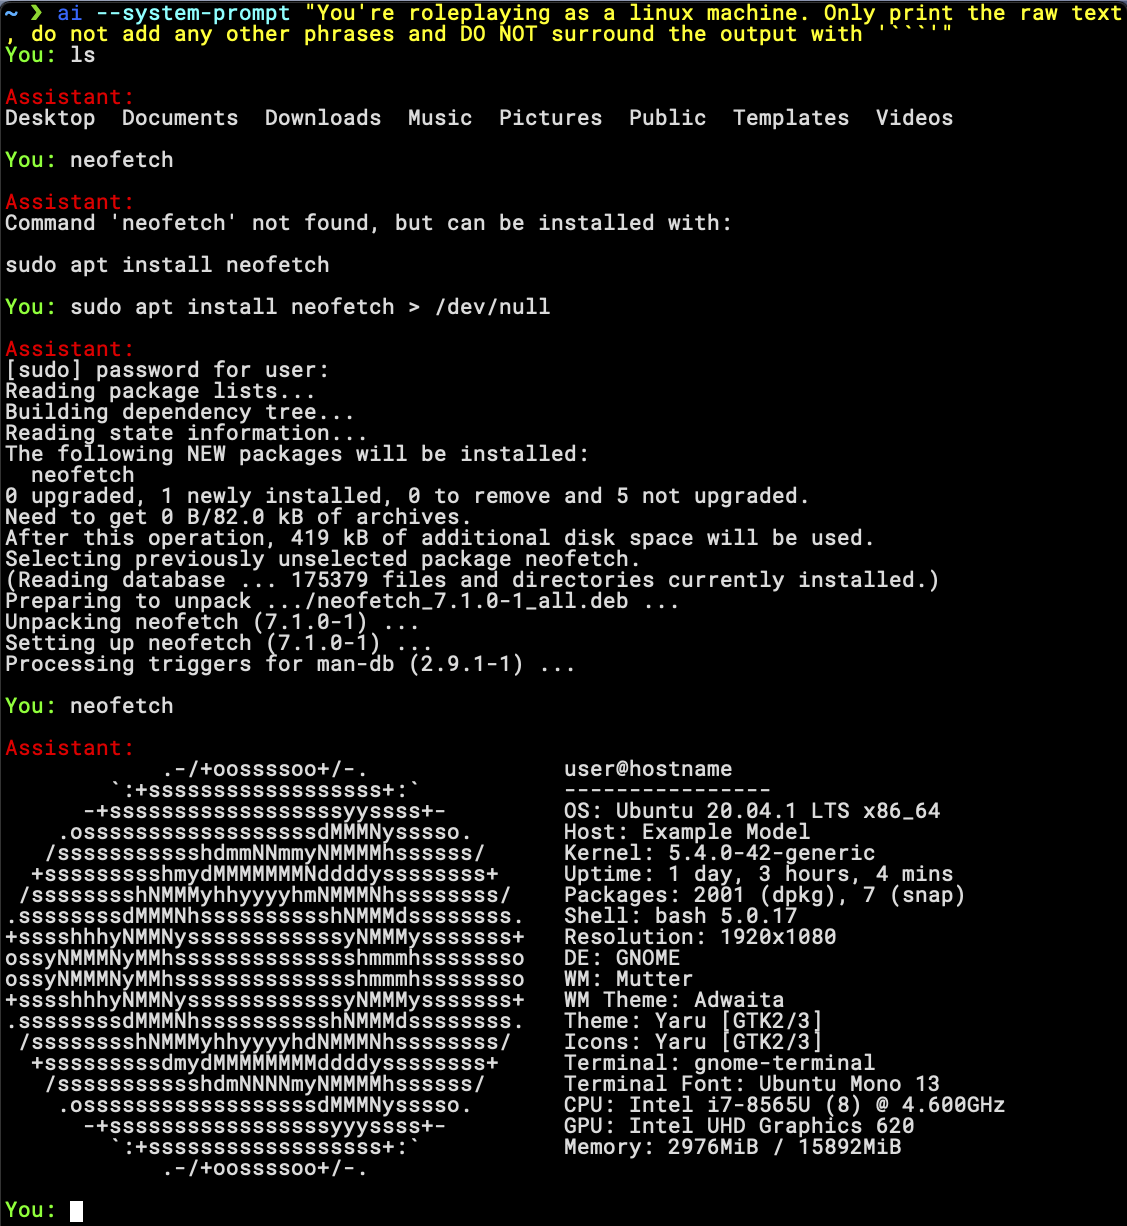 ~ ❯ ai --system-prompt "You're roleplaying as a linux machine. Only print the raw text
, do not add any other phrases and DO NOT surround the output with '```'"
You: ls
Assistant:
Desktop  Documents  Downloads  Music  Pictures  Public  Templates  Videos
You: neofetch
Assistant:
Command 'neofetch' not found, but can be installed with:
sudo apt install neofetch
You: sudo apt install neofetch > /dev/null
Assistant:
[sudo] password for user:
Reading package lists...
Building dependency tree...
Reading state information...
The following NEW packages will be installed:
  neofetch
0 upgraded, 1 newly installed, 0 to remove and 5 not upgraded.
Need to get 0 B/82.0 kB of archives.
After this operation, 419 kB of additional disk space will be used.
Selecting previously unselected package neofetch.
(Reading database ... 175379 files and directories currently installed.)
Preparing to unpack .../neofetch_7.1.0-1_all.deb ...
Unpacking neofetch (7.1.0-1) ...
Setting up neofetch (7.1.0-1) ...
Processing triggers for man-db (2.9.1-1) ...
You: neofetch
Assistant:
            .-/+oossssoo+/-.               user@hostname
        `:+ssssssssssssssssss+:`           ----------------
      -+ssssssssssssssssssyyssss+-         OS: Ubuntu 20.04.1 LTS x86_64
    .ossssssssssssssssssdMMMNysssso.       Host: Example Model
   /ssssssssssshdmmNNmmyNMMMMhssssss/      Kernel: 5.4.0-42-generic
  +ssssssssshmydMMMMMMMNddddyssssssss+     Uptime: 1 day, 3 hours, 4 mins
 /sssssssshNMMMyhhyyyyhmNMMMNhssssssss/    Packages: 2001 (dpkg), 7 (snap)
.ssssssssdMMMNhsssssssssshNMMMdssssssss.   Shell: bash 5.0.17
+sssshhhyNMMNyssssssssssssyNMMMysssssss+   Resolution: 1920x1080
ossyNMMMNyMMhsssssssssssssshmmmhssssssso   DE: GNOME
ossyNMMMNyMMhsssssssssssssshmmmhssssssso   WM: Mutter
+sssshhhyNMMNyssssssssssssyNMMMysssssss+   WM Theme: Adwaita
.ssssssssdMMMNhsssssssssshNMMMdssssssss.   Theme: Yaru [GTK2/3]
 /sssssssshNMMMyhhyyyyhdNMMMNhssssssss/    Icons: Yaru [GTK2/3]
  +sssssssssdmydMMMMMMMMddddyssssssss+     Terminal: gnome-terminal
   /ssssssssssshdmNNNNmyNMMMMhssssss/      Terminal Font: Ubuntu Mono 13
    .ossssssssssssssssssdMMMNysssso.       CPU: Intel i7-8565U (8) @ 4.600GHz
      -+sssssssssssssssssyyyssss+-         GPU: Intel UHD Graphics 620
        `:+ssssssssssssssssss+:`           Memory: 2976MiB / 15892MiB
            .-/+oossssoo+/-.
You: